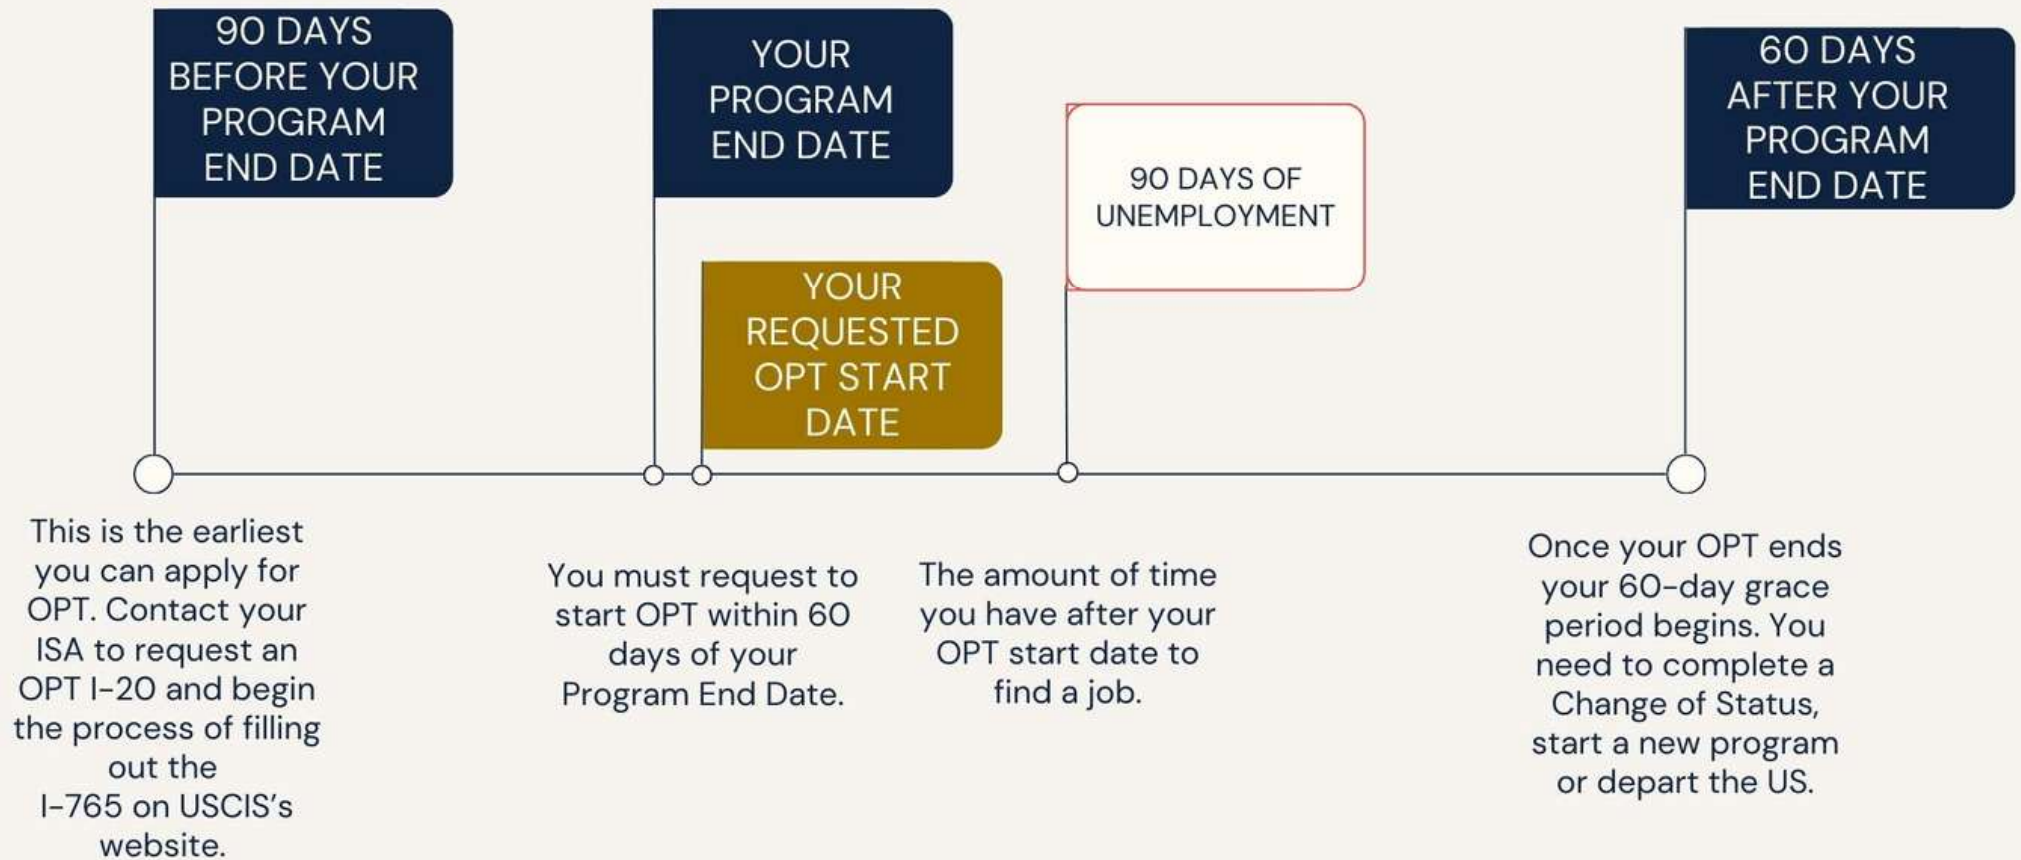 90 DAYS
BEFORE YOUR
PROGRAM
END DATE
YOUR
PROGRAM
END DATE
YOUR
REQUESTED
OPT START
DATE
90 DAYS OF
UNEMPLOYMENT
60 DAYS
AFTER YOUR
PROGRAM
END DATE
This is the earliest
you can apply for
OPT. Contact your
ISA to request an
OPT I-20 and begin
the process of filling
out the
I-765 on USCIS's
website.
You must request to
start OPT within 60
days of your
Program End Date.
The amount of time
you have after your
OPT start date to
find a job.
Once your OPT ends
your 60-day grace
period begins. You
need to complete a
Change of Status,
start a new program
or depart the US.